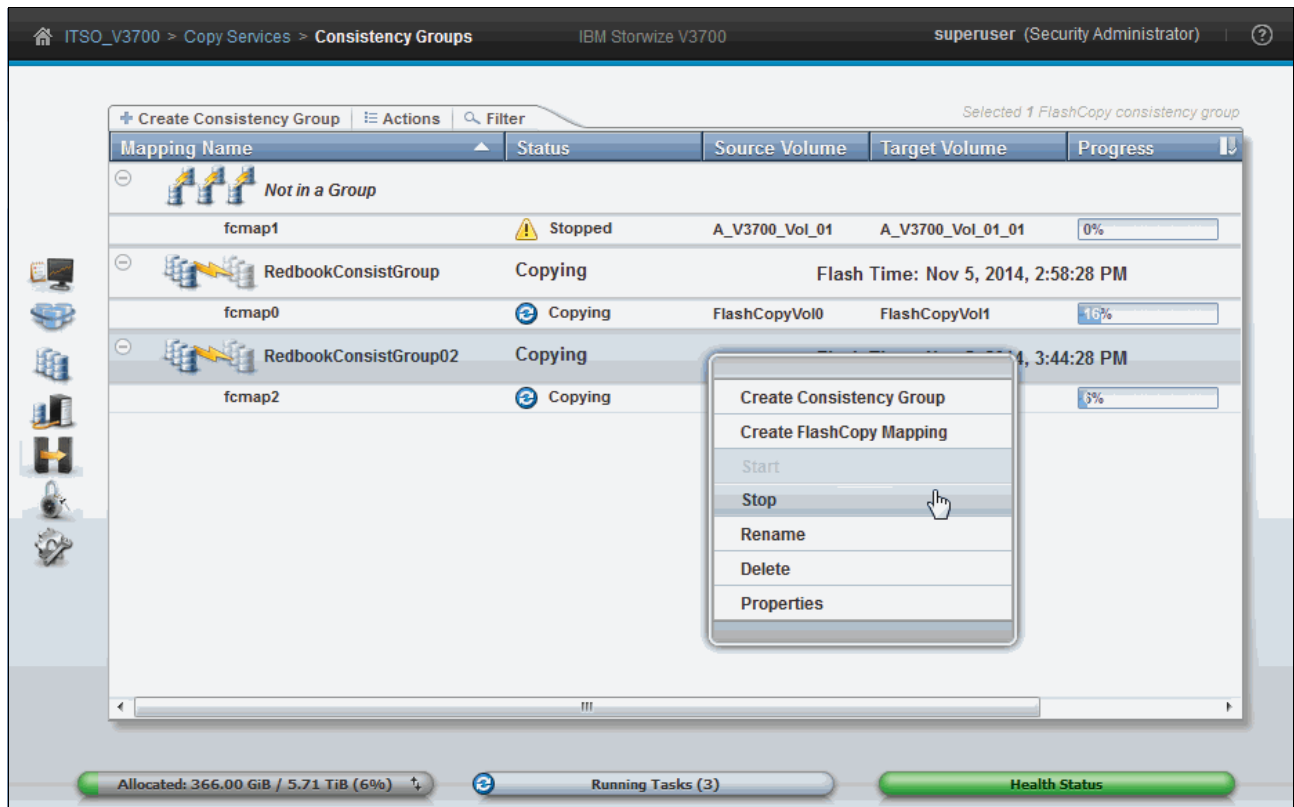 ITSO_V3700 > Copy Services > Consistency Groups IBM Storwize V3700 superuser (Security Administrator) ?
Create Consistency Group Actions Filter Selected 1 FlashCopy consistency group
Mapping Name Status Source Volume Target Volume Progress
Not in a Group
fcmap1 Stopped A_V3700_Vol_01 A_V3700_Vol_01_01 0%
RedbookConsistGroup Copying Flash Time: Nov 5, 2014, 2:58:28 PM
fcmap0 Copying FlashCopyVol0 FlashCopyVol1 16%
RedbookConsistGroup02 Copying 4, 3:44:28 PM
fcmap2 Copying 6%
Create Consistency Group
Create FlashCopy Mapping
Start
Stop
Rename
Delete
Properties
Allocated: 366.00 GiB / 5.71 TiB (6%) Running Tasks (3) Health Status